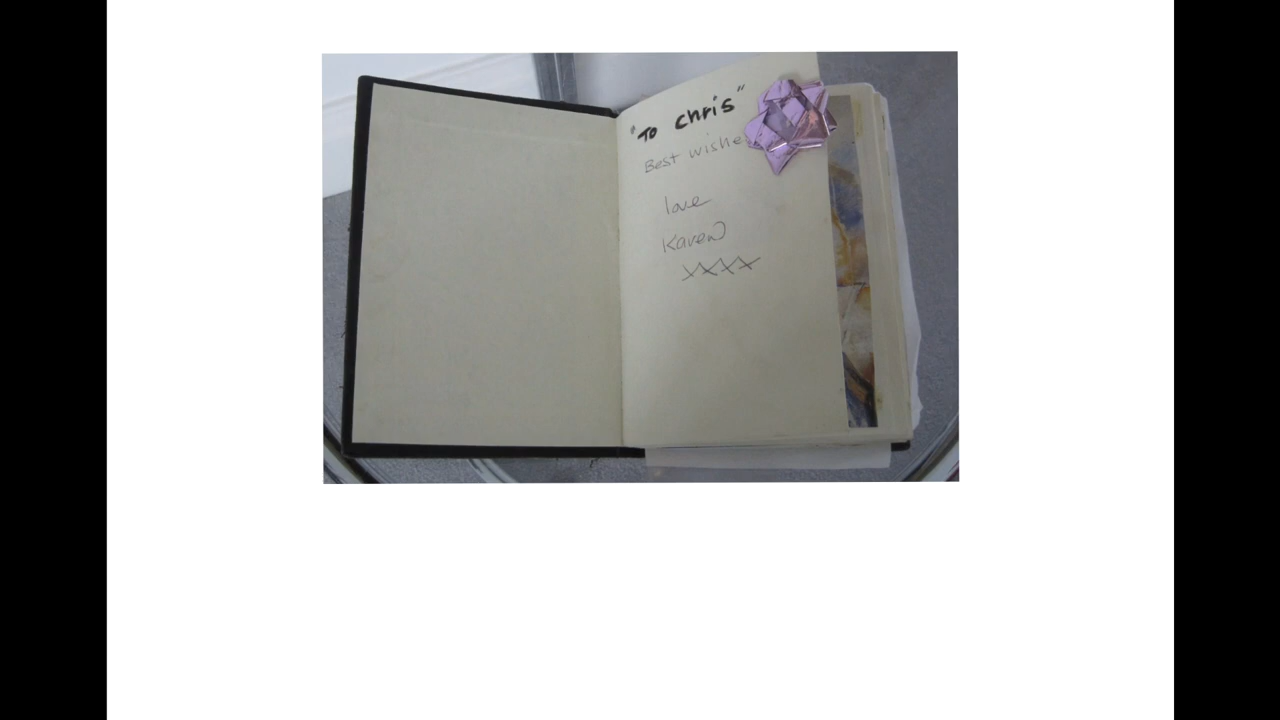 "To Chris"
Best wishe
love
Karen
xxxx